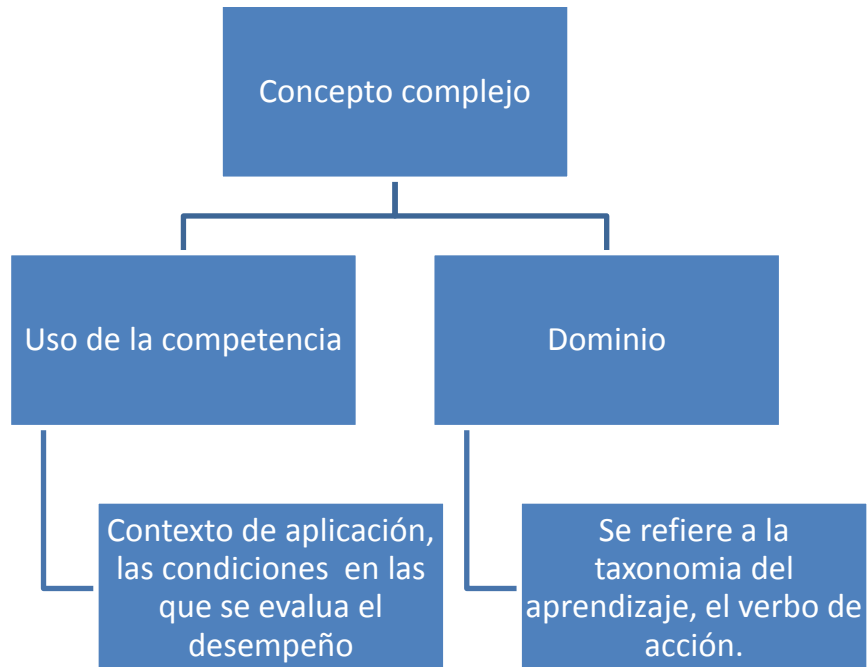 Concepto complejo
Uso de la competencia
Dominio
Contexto de aplicación,
las condiciones en las
que se evalua el
desempeño
Se refiere a la
taxonomia del
aprendizaje, el verbo de
acción.